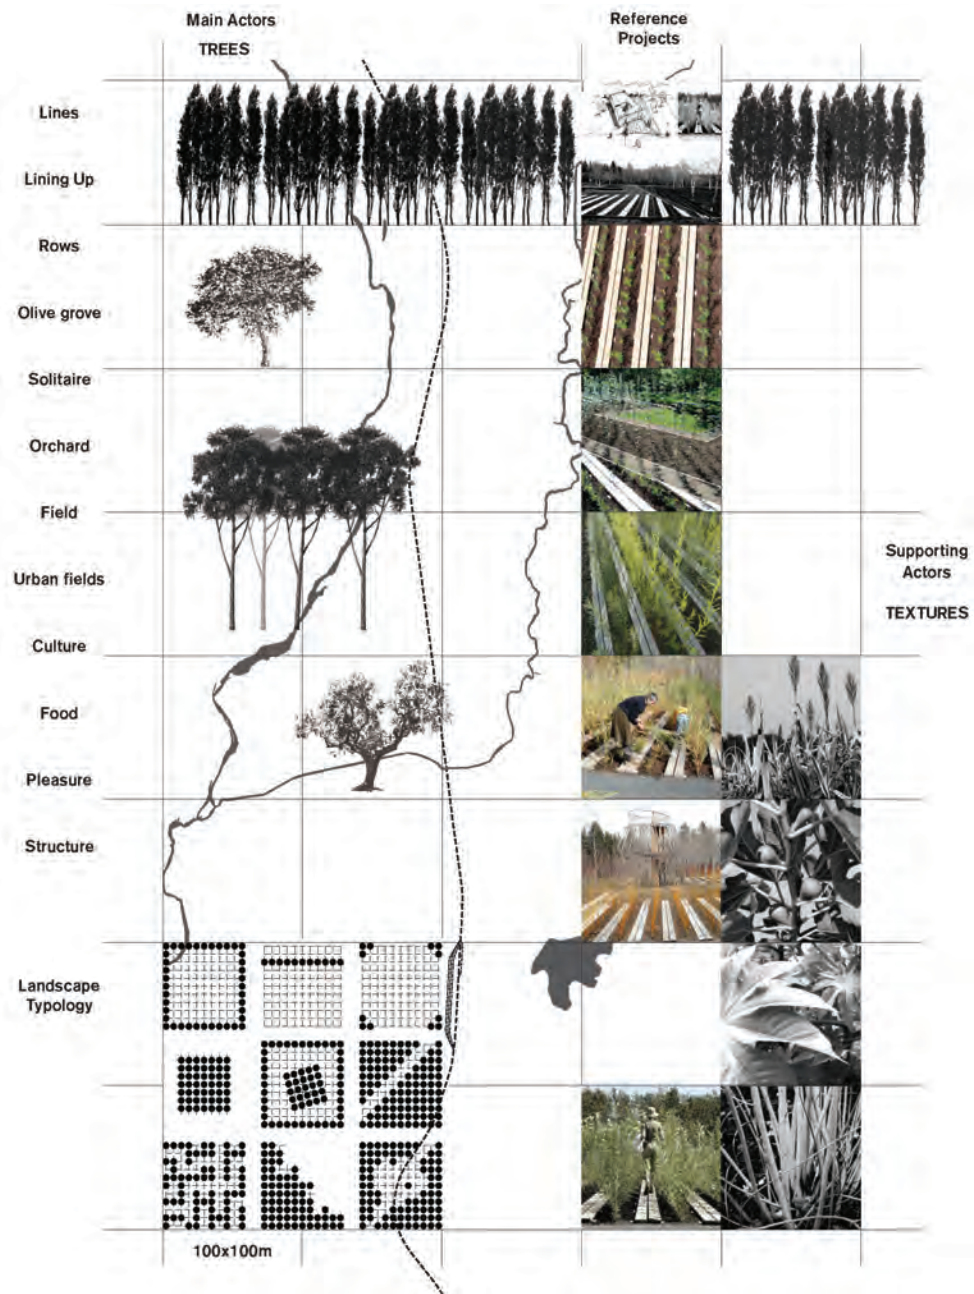 Main Actors
TREES
Reference
Projects
Lines
Lining Up
Rows
Olive grove
Solitaire
Orchard
Field
Urban fields
Culture
Food
Pleasure
Structure
Landscape
Typology
Supporting
Actors
TEXTURES
100x100m